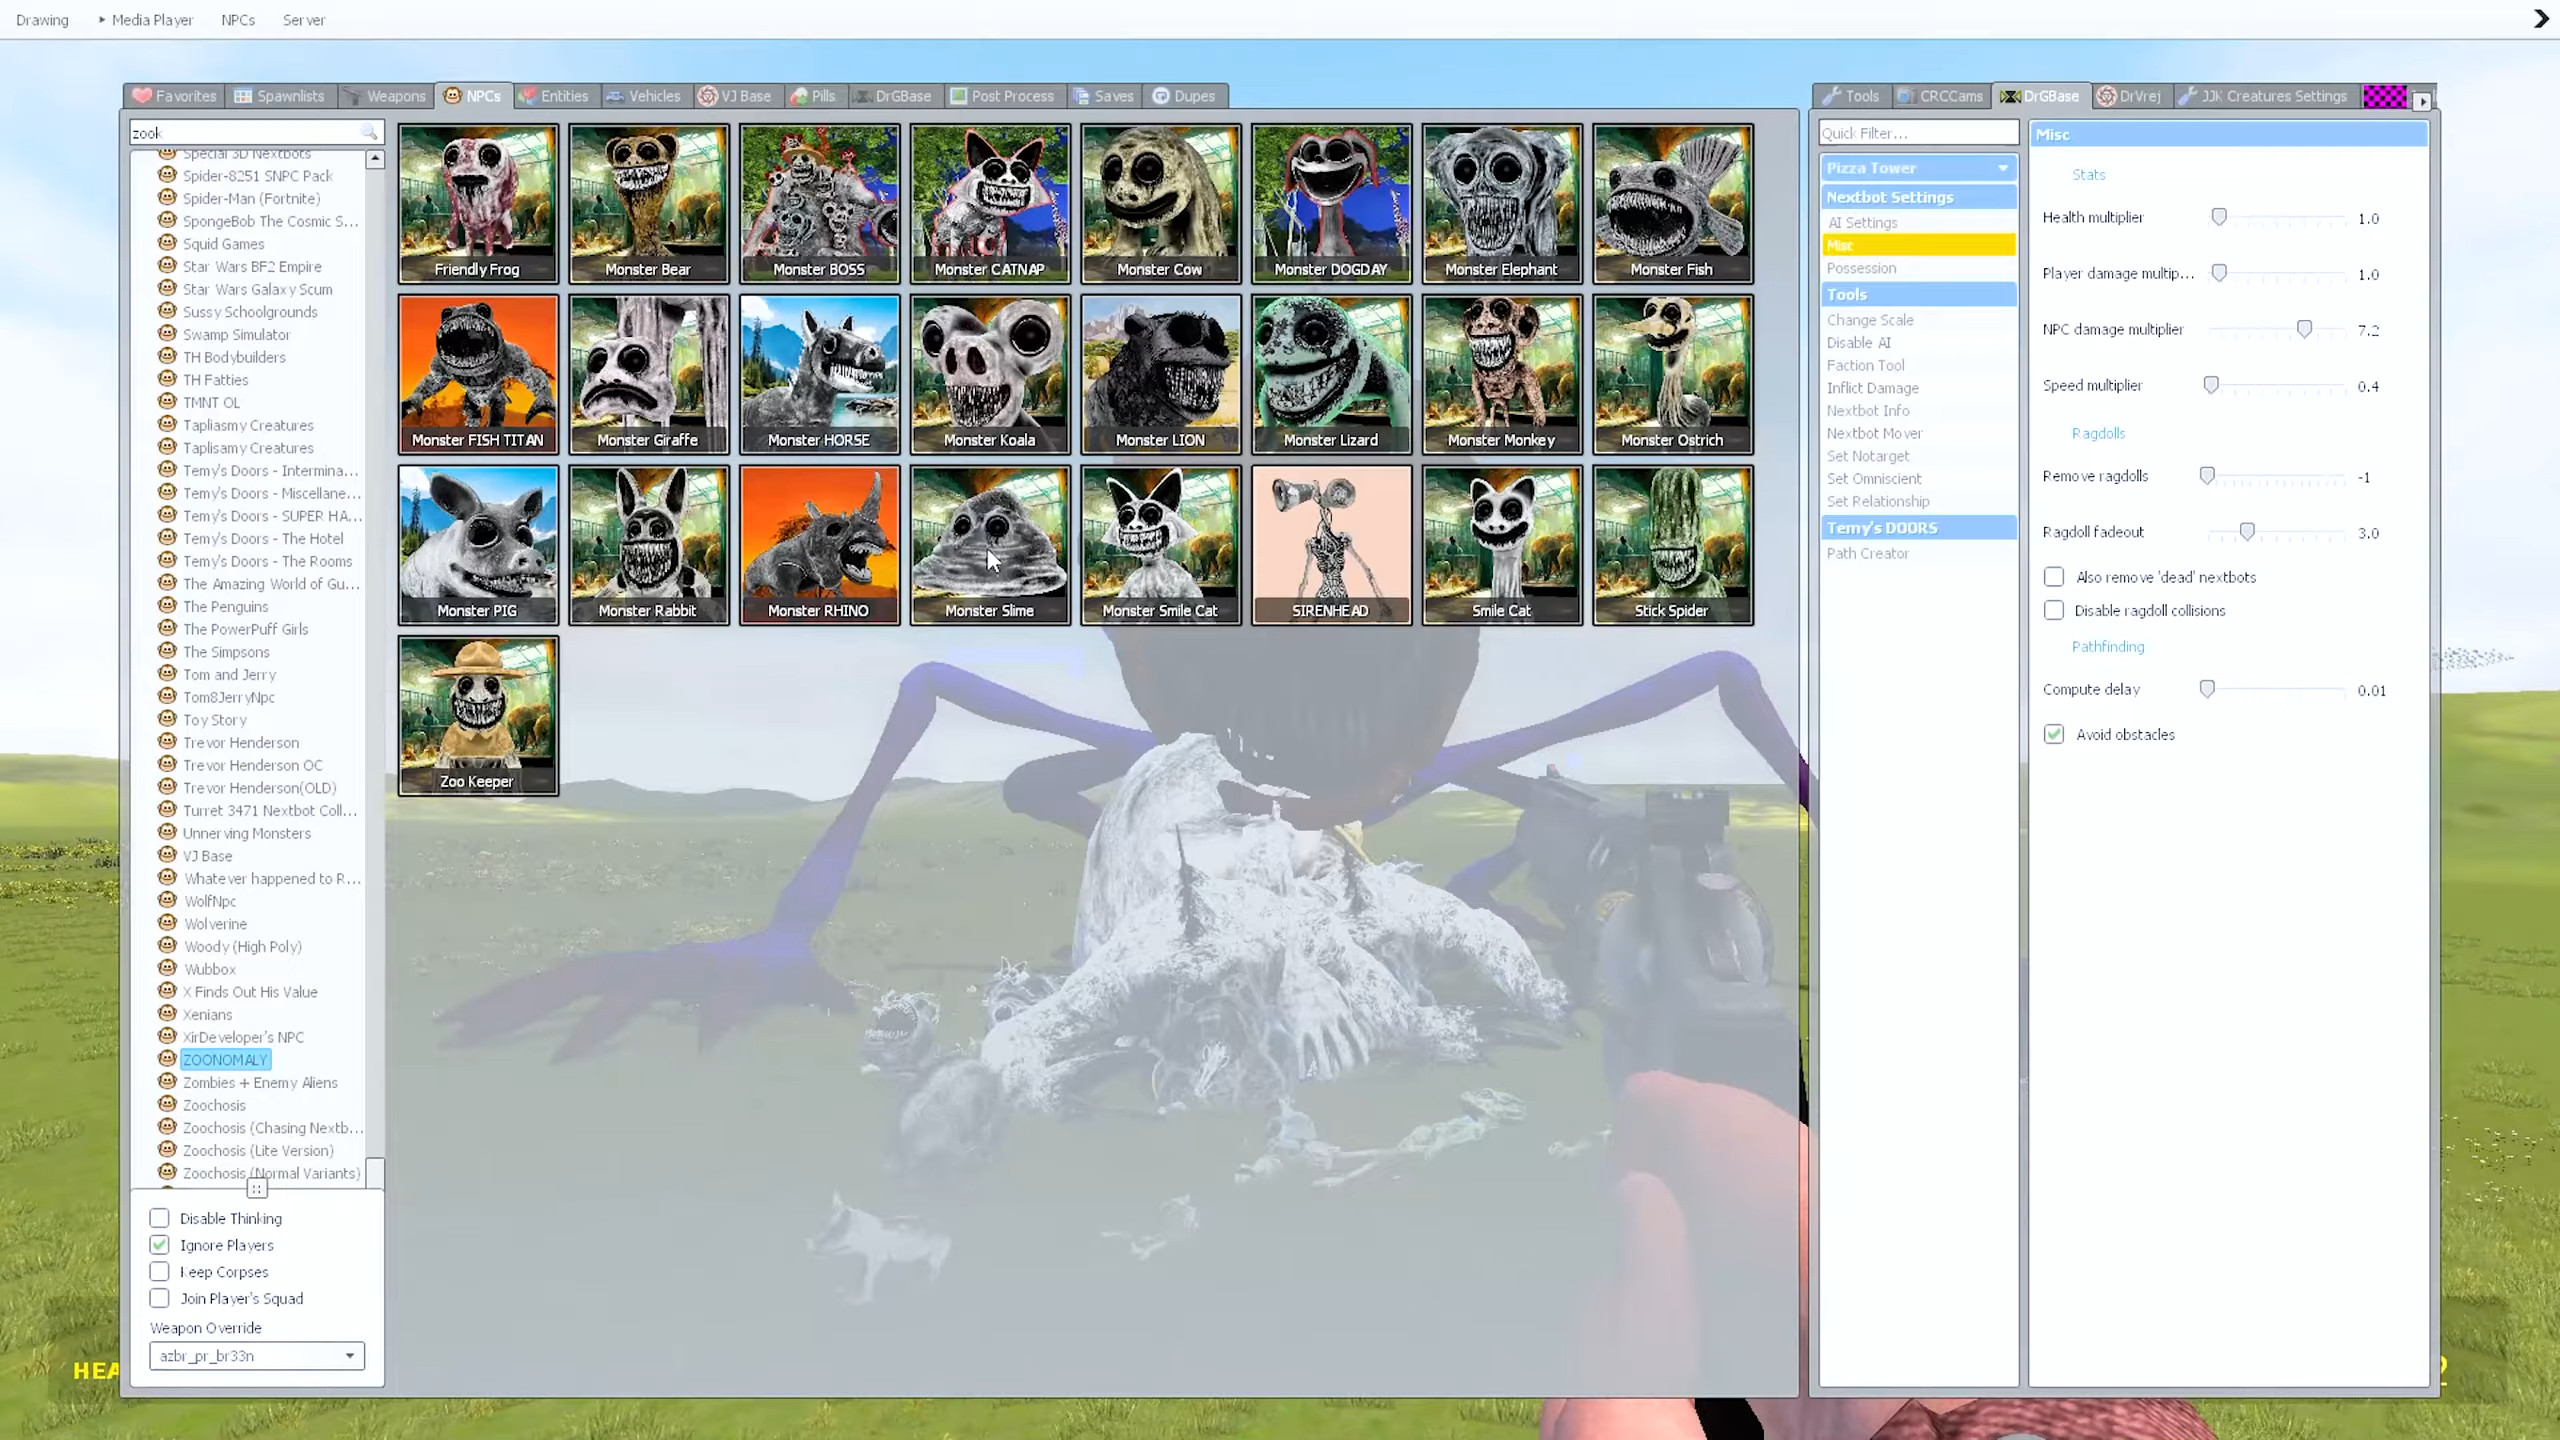 Drawing
Media Player
NPCs
Server
Favorites
Spawnlists
Weapons
NPCs
Entities
Vehicles
VJ Base
Pills
DrGBase
Post Process
Saves
Dupes
zook
Special 3D Nextbots
Spider-8251 SNPC Pack
Spider-Man (Fortnite)
SpongeBob The Cosmic S...
Squid Games
Star Wars BF2 Empire
Star Wars Galaxy Scum
Sussy Schoolgrounds
Swamp Simulator
TH Bodybuilders
TH Fatties
TMNT OL
Tapliasmy Creatures
Taplisasmy Creatures
Temy's Doors - Intermina...
Temy's Doors - Miscellane...
Temy's Doors - SUPER HA...
Temy's Doors - The Hotel
Temy's Doors - The Rooms
The Amazing World of Gu...
The Penguins
The PowerPuff Girls
The Simpsons
Tom and Jerry
Tom8JerryNpc
Toy Story
Trevor Henderson
Trevor Henderson OC
Trevor Henderson(OLD)
Turret 3471 Nextbot Coll...
Unnerving Monsters
VJ Base
Whatever happened to R...
WolfNpc
Wolverine
Woody (High Poly)
Wubbox
X Finds Out His Value
Xenians
XirDeveloper's NPC
ZOONOMALY
Zombies + Enemy Aliens
Zoochosis
Zoochosis (Chasing Nextb...
Zoochosis (Lite Version)
Zoochosis (Normal Variants)
Disable Thinking
Ignore Players
Keep Corpses
Join Player's Squad
Weapon Override
azbr_pr_br33n
Friendly Frog
Monster Bear
Monster BOSS
Monster CATNAP
Monster Cow
Monster DOGDAY
Monster Elephant
Monster Fish
Monster FISH TITAN
Monster Giraffe
Monster HORSE
Monster Koala
Monster LION
Monster Lizard
Monster Monkey
Monster Ostrich
Monster PIG
Monster Rabbit
Monster RHINO
Monster Slime
Monster Smile Cat
SIRENHEAD
Smile Cat
Stick Spider
Zoo Keeper
Tools
CRCCams
DrGBase
DrVrej
JJK Creatures Settings
Quick Filter...
Pizza Tower
Nextbot Settings
AI Settings
Misc
Possession
Tools
Change Scale
Disable AI
Faction Tool
Inflict Damage
Nextbot Info
Nextbot Mover
Set Notarget
Set Omniscient
Set Relationship
Temy's DOORS
Path Creator
Misc
Stats
Health multiplier 1.0
Player damage multip... 1.0
NPC damage multiplier 7.2
Speed multiplier 0.4
Ragdolls
Remove ragdolls -1
Ragdoll fadeout 3.0
Also remove 'dead' nextbots
Disable ragdoll collisions
Pathfinding
Compute delay 0.01
Avoid obstacles
HEA